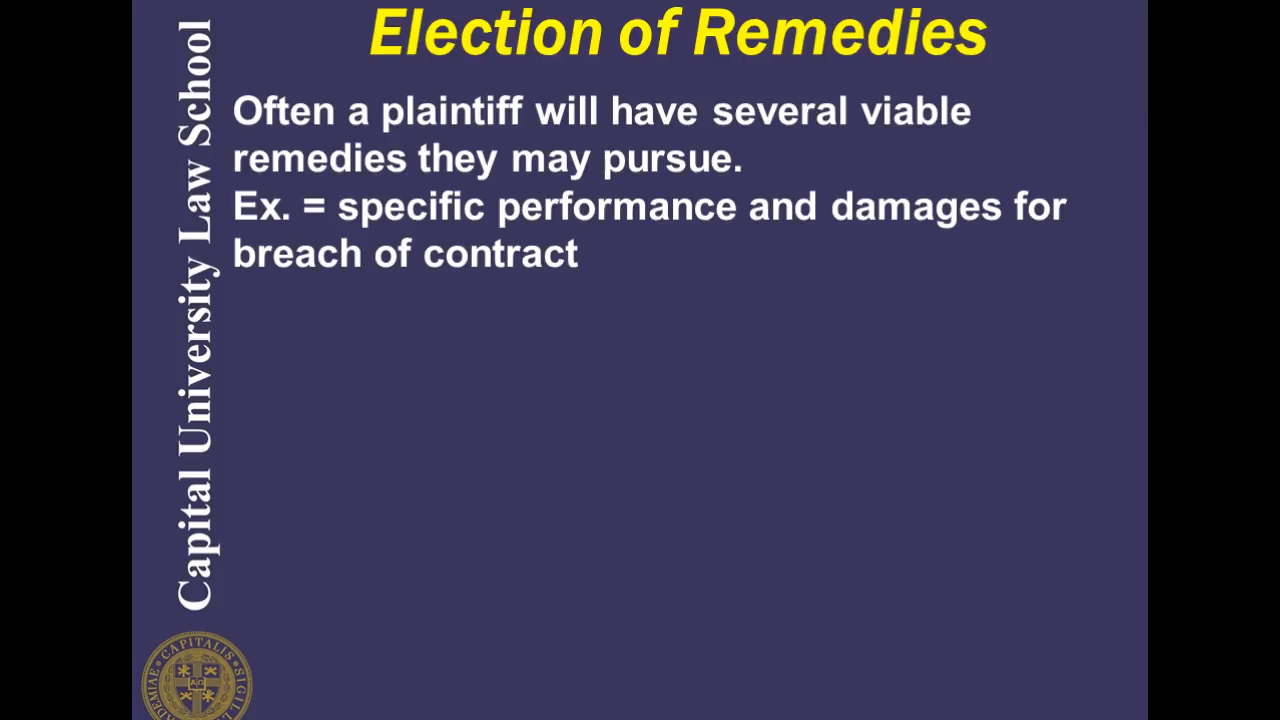 Election of Remedies
Often a plaintiff will have several viable
remedies they may pursue.
Ex. = specific performance and damages for
breach of contract
Capital University Law School
CAPITALIS